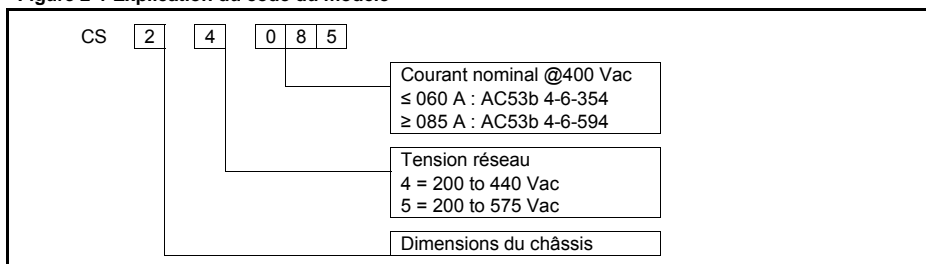 Figure 2-1 Explication du code du modèle
CS 2 4 0 8 5
Courant nominal @400 Vac
≤ 060 A : AC53b 4-6-354
≥ 085 A : AC53b 4-6-594
Tension réseau
4 = 200 to 440 Vac
5 = 200 to 575 Vac
Dimensions du châssis